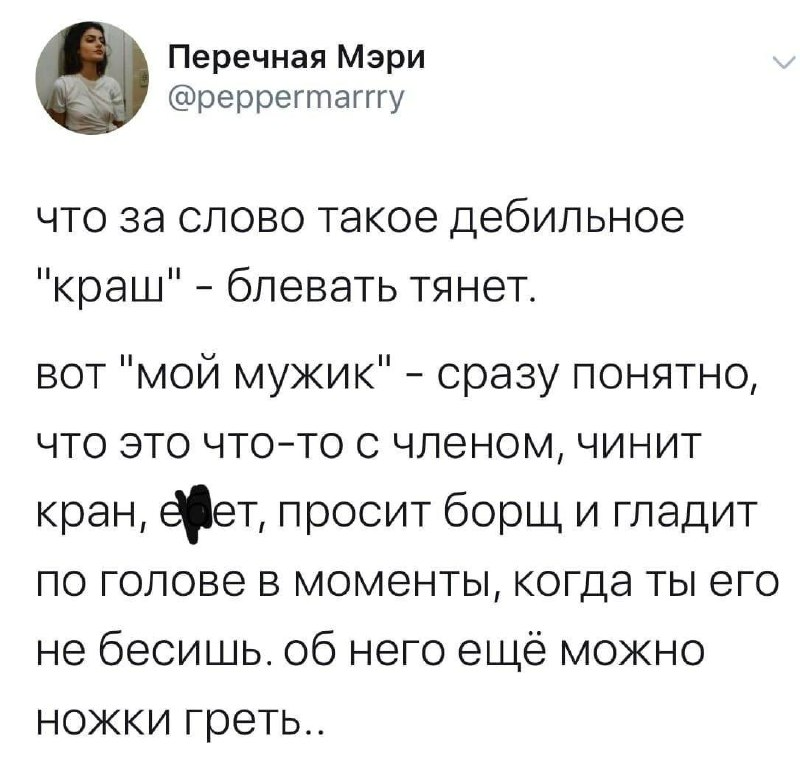 Перечная Мэри
@peppermarrry
что за слово такое дебильное
"краш" - блевать тянет.
вот "мой мужик" - сразу понятно,
что это что-то с членом, чинит
кран, просит борщ и гладит
по голове в моменты, когда ты его
не бесишь. об него ещё можно
ножки греть..